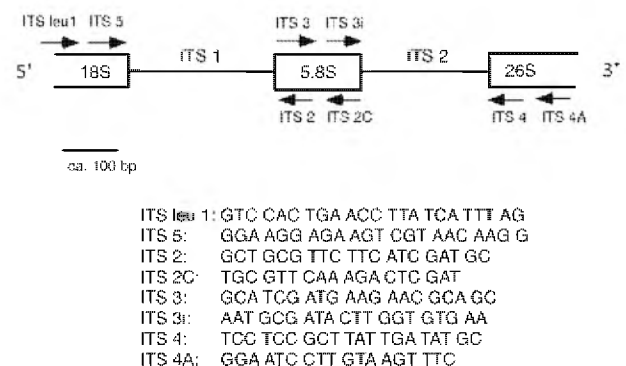 ITS leu1 ITS 5 ITS 3 ITS 3i
ITS 1 ITS 2
5' 18S 5.8S 26S 3'
ITS 2 ITS 2C ITS 4 ITS 4A
ca. 100 bp
ITS leu 1: GTC CAC TGA ACC TTA TCA TTT AG
ITS 5: GGA AGG AGA AGT CGT AAC AAG G
ITS 2: GCT GCG TTC TTC ATC GAT GC
ITS 2C: TGC GTT CAA AGA CTC GAT
ITS 3: GCA TCG ATG AAG AAC GCA GC
ITS 3i: AAT GCG ATA CTT GGT GTG AA
ITS 4: TCC TCC GCT TAT TGA TAT GC
ITS 4A: GGA ATC CTT GTA AGT TTC